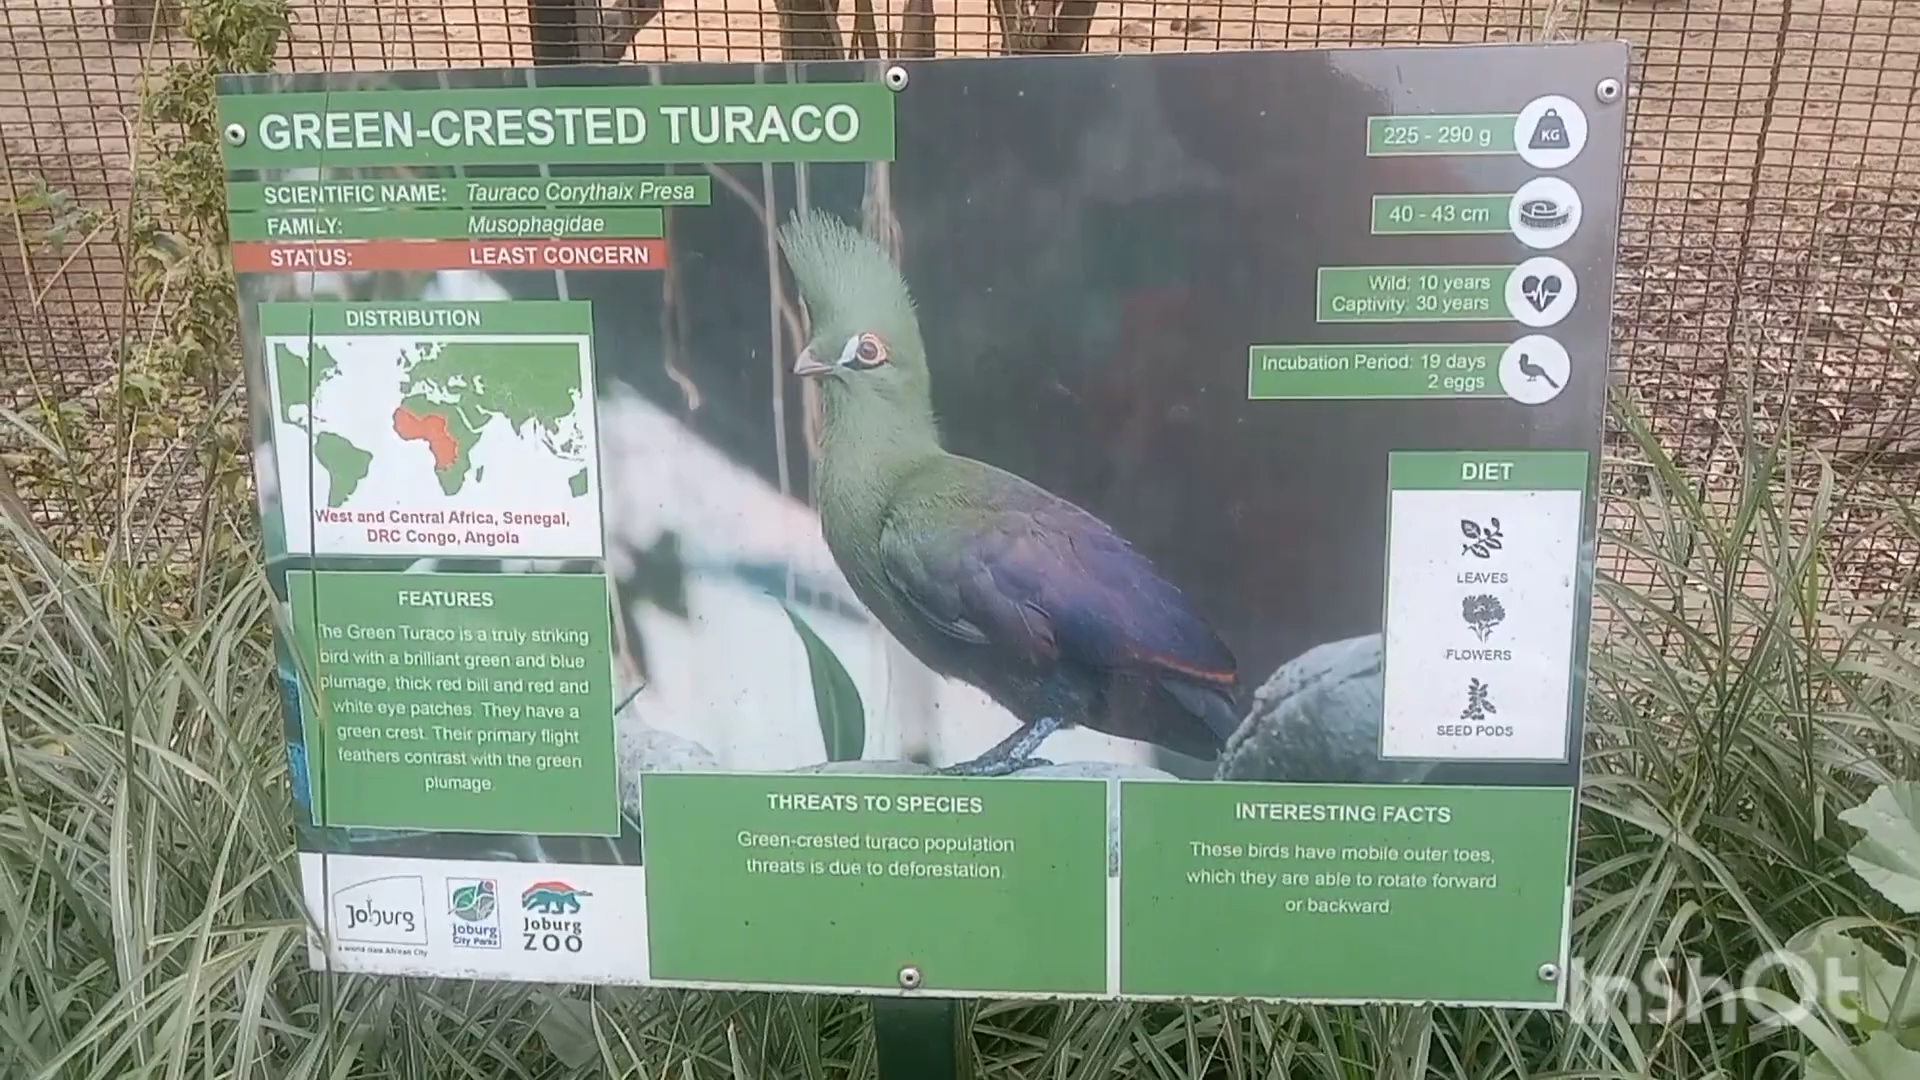 GREEN-CRESTED TURACO
SCIENTIFIC NAME: Tauraco Corythaix Presa
FAMILY: Musophagidae
STATUS: LEAST CONCERN
DISTRIBUTION
West and Central Africa, Senegal,
DRC Congo, Angola
FEATURES
The Green Turaco is a truly striking
bird with a brilliant green and blue
plumage, thick red bill and red and
white eye patches. They have a
green crest. Their primary flight
feathers contrast with the green
plumage.
Joburg
a world class African City
Joburg
City Parks
Joburg
ZOO
225 - 290 g
KG
40 - 43 cm
Wild: 10 years
Captivity: 30 years
Incubation Period: 19 days
2 eggs
DIET
LEAVES
FLOWERS
SEED PODS
THREATS TO SPECIES
Green-crested turaco population
threats is due to deforestation.
INTERESTING FACTS
These birds have mobile outer toes,
which they are able to rotate forward
or backward.
InShOt